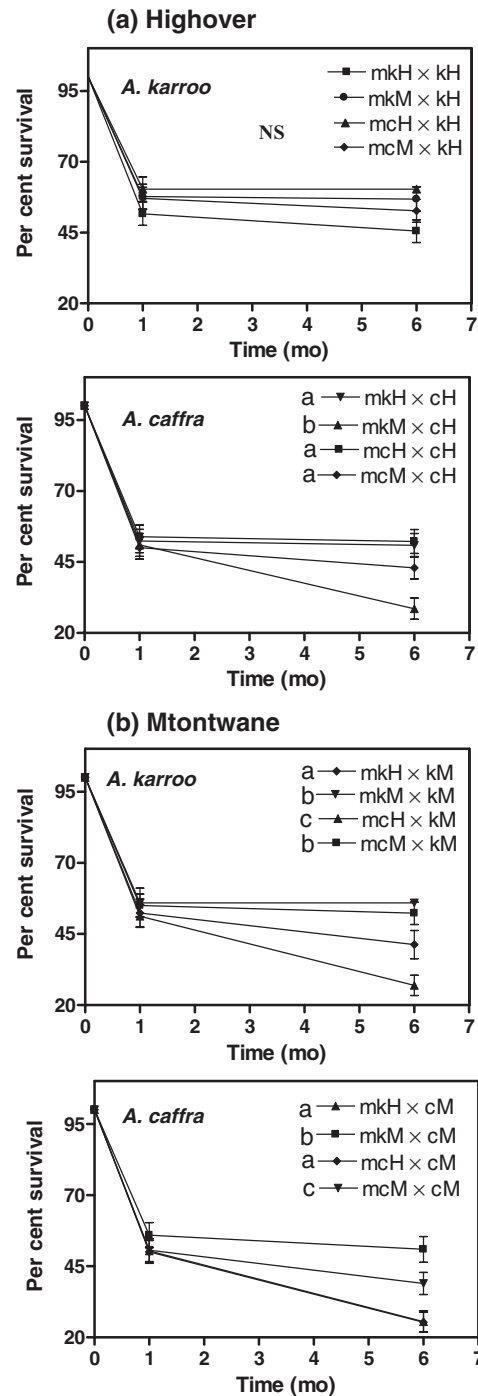 (a) Highover
A. karroo
mkH × kH
mkM × kH
mcH × kH
mcM × kH
NS
Per cent survival
95
70
45
20
0 1 2 3 4 5 6 7
Time (mo)
A. caffra
a mkH × cH
b mkM × cH
a mcH × cH
a mcM × cH
Per cent survival
95
70
45
20
0 1 2 3 4 5 6 7
Time (mo)
(b) Mtontwane
A. karroo
a mkH × kM
b mkM × kM
c mcH × kM
b mcM × kM
Per cent survival
95
70
45
20
0 1 2 3 4 5 6 7
Time (mo)
A. caffra
a mkH × cM
b mkM × cM
a mcH × cM
c mcM × cM
Per cent survival
95
70
45
20
0 1 2 3 4 5 6 7
Time (mo)